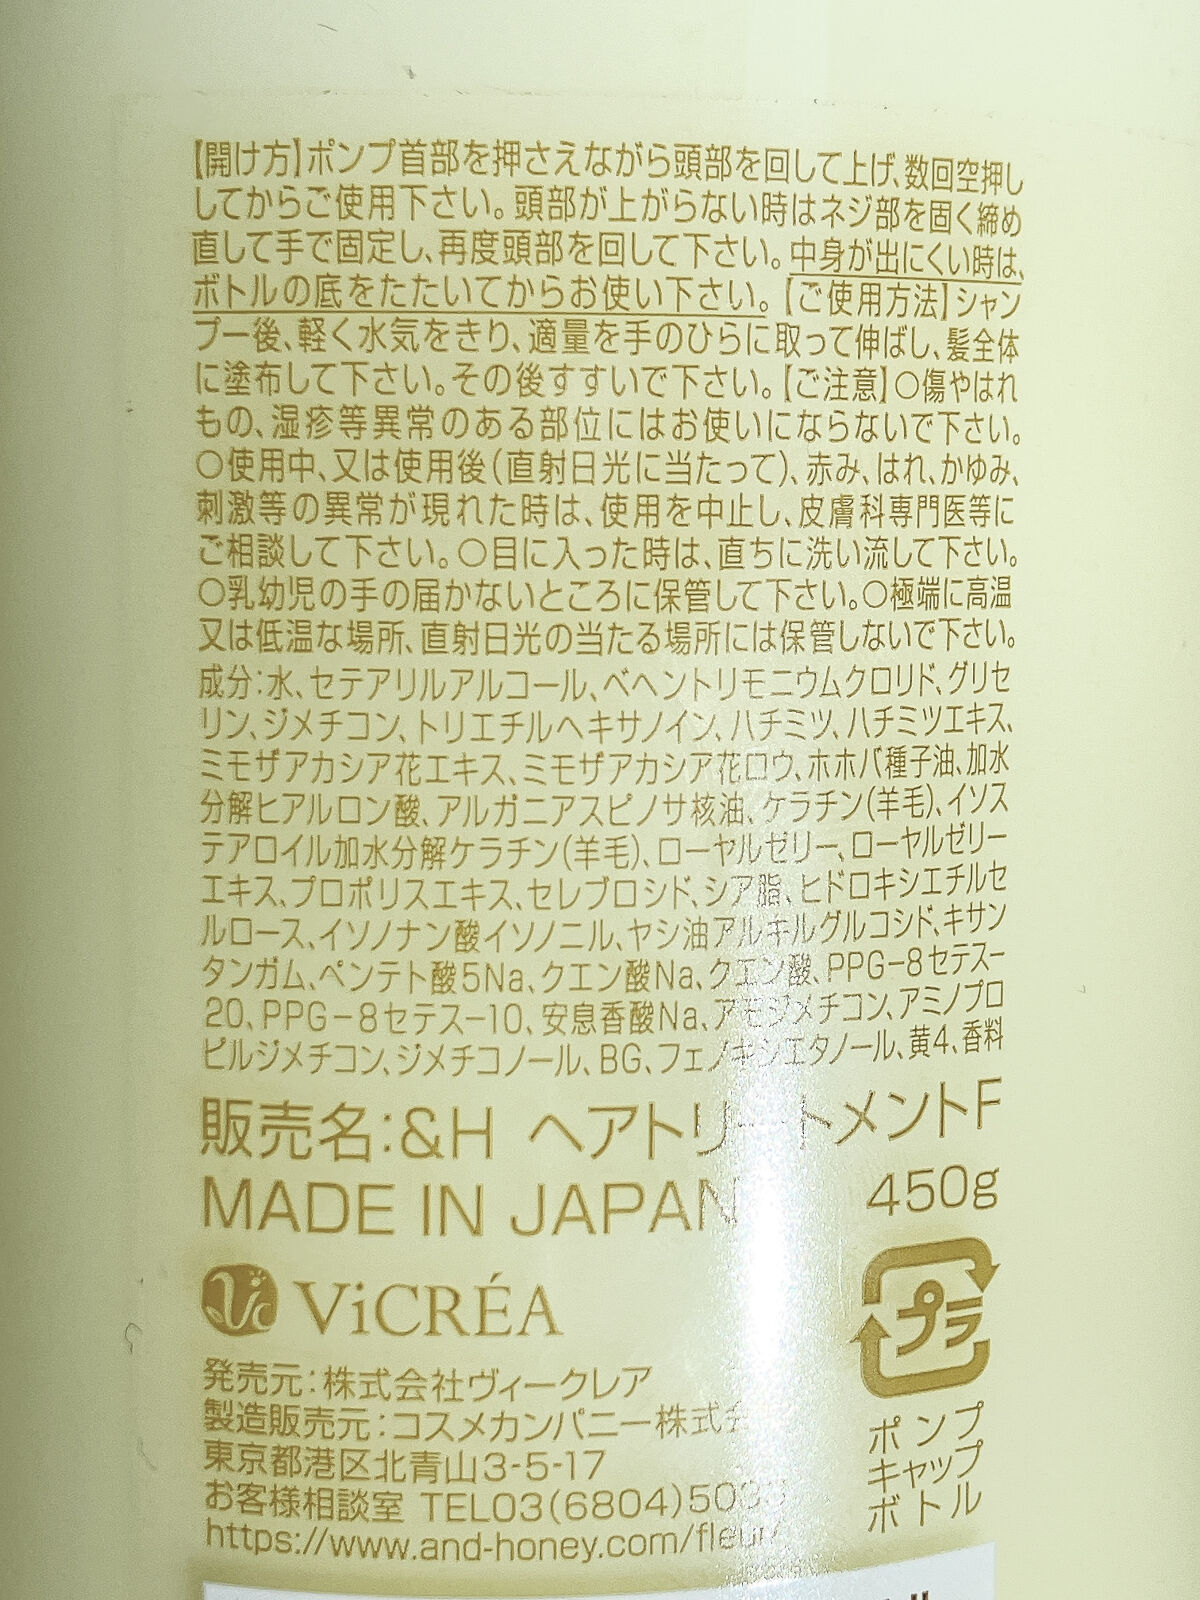 【開け方】ポンプ首部を押さえながら頭部を回して上げ、数回空押し
してからご使用下さい。頭部が上がらない時はネジ部を固く締め
直して手で固定し、再度頭部を回して下さい。中身が出にくい時は、
ボトルの底をたたいてからお使い下さい。【ご使用方法】シャン
プー後、軽く水気をきり、適量を手のひらに取って伸ばし、髪全体
に塗布して下さい。その後すすいで下さい。【ご注意】○傷やはれ
もの、湿疹等異常のある部位にはお使いにならないで下さい。
○使用中、又は使用後(直射日光に当たって)、赤み、はれ、かゆみ、
刺激等の異常が現れた時は、使用を中止し、皮膚科専門医等に
ご相談して下さい。○目に入った時は、直ちに洗い流して下さい。
○乳幼児の手の届かないところに保管して下さい。○極端に高温
又は低温な場所、直射日光の当たる場所には保管しないで下さい。
成分:水、セテアリルアルコール、ベヘントリモニウムクロリド、グリセ
リン、ジメチコン、トリエチルヘキサノイン、ハチミツ、ハチミツエキス、
ミモザアカシア花エキス、ミモザアカシア花ロウ、ホホバ種子油、加水
分解ヒアルロン酸、アルガニアスピノサ核油、ケラチン(羊毛)、イソス
テアロイル加水分解ケラチン(羊毛)、ローヤルゼリー、ローヤルゼリー
エキス、プロポリスエキス、セレブロシド、シア脂、ヒドロキシエチルセ
ルロース、イソノナン酸イソノニル、ヤシ油アルキルグルコシド、キサン
タンガム、ペンテト酸5Na、クエン酸Na、クエン酸、PPG-8セテス-
20、PPG-8セテス-10、安息香酸Na、アモジメチコン、アミノプロ
ピルジメチコン、ジメチコノール、BG、フェノキシエタノール、黄4、香料
販売名:&H ヘアトリートメントF
MADE IN JAPAN 450g
ViCRÉA
プラ
発売元:株式会社ヴィークレア
製造販売元:コスメカンパニー株式
東京都港区北青山3-5-17
お客様相談室 TEL03(6804)
https://www.and-honey.com/fleur/
ポンプ
キャップ
ボトル